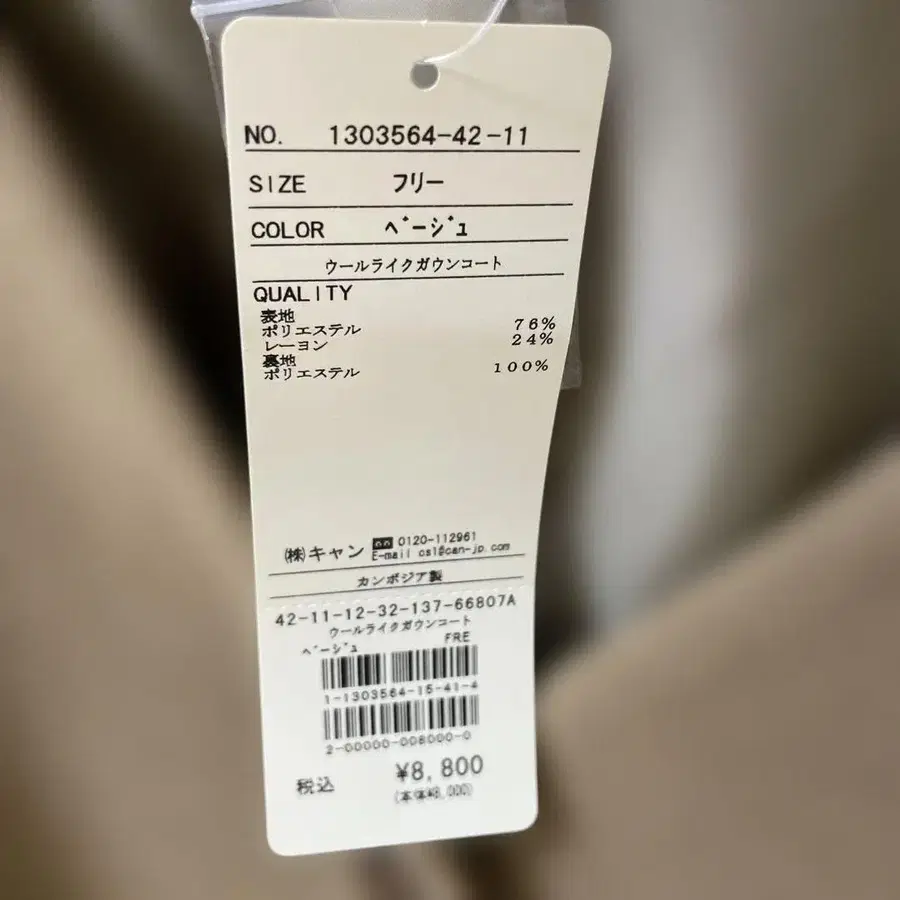 NO. 1303564-42-11
SIZE フリー
COLOR ベージュ
ウールライクガウンコート
QUALITY
表地
ポリエステル 76%
レーヨン 24%
裏地
ポリエステル 100%
㈱キャン 0120-112961
E-mail cs1@can-jp.com
カンボジア製
42-11-12-32-137-66807A
ウールライクガウンコート
ベージュ FRE
1-1303564-15-41-4
2-00000-008000-0
税込 ¥8,800
(本体¥8,000)